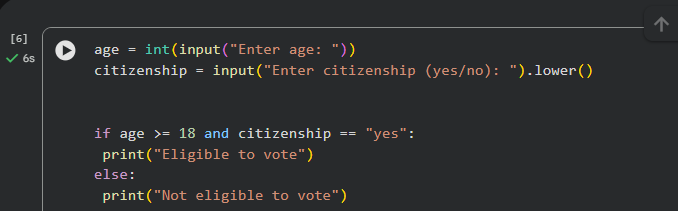 [6]
6s
age = int(input("Enter age: "))
citizenship = input("Enter citizenship (yes/no): ").lower()
if age >= 18 and citizenship == "yes":
 print("Eligible to vote")
else:
 print("Not eligible to vote")